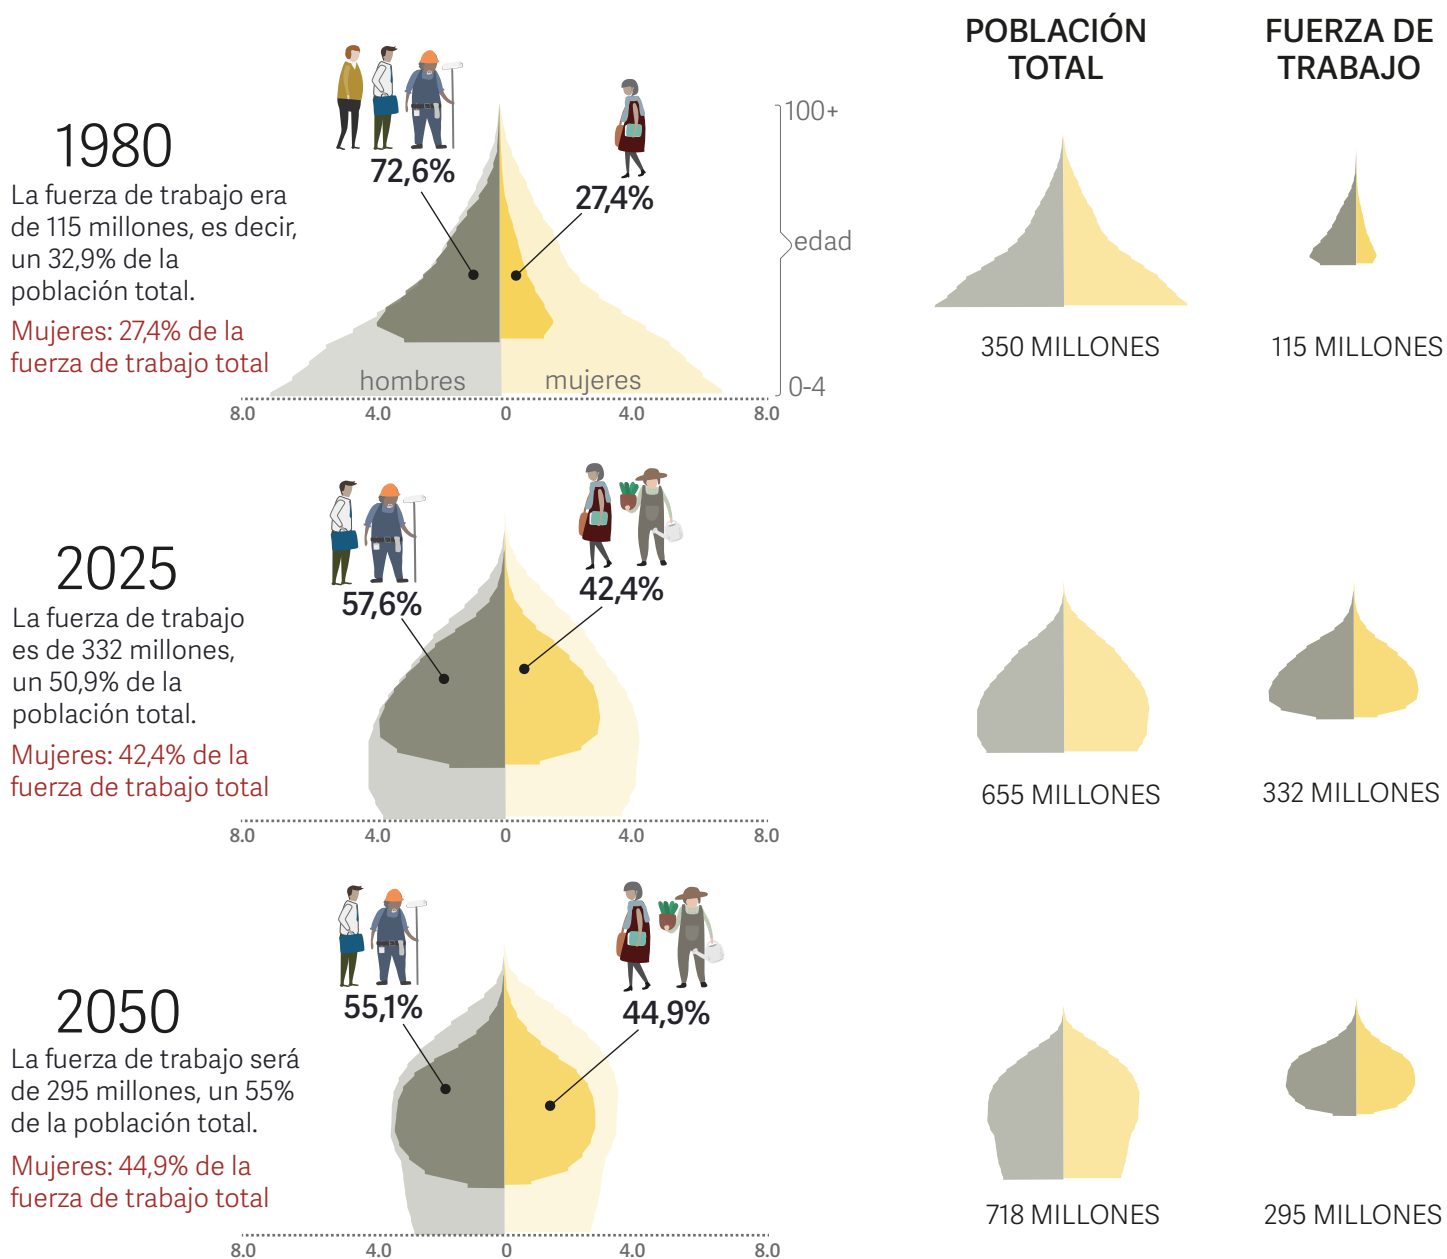 POBLACIÓN
TOTAL
FUERZA DE
TRABAJO
1980
La fuerza de trabajo era
de 115 millones, es decir,
un 32,9% de la
población total.
Mujeres: 27,4% de la
fuerza de trabajo total
72,6%
27,4%
100+
edad
0-4
hombres
mujeres
8.0 4.0 0 4.0 8.0
350 MILLONES
115 MILLONES
2025
La fuerza de trabajo
es de 332 millones,
un 50,9% de la
población total.
Mujeres: 42,4% de la
fuerza de trabajo total
57,6%
42,4%
8.0 4.0 0 4.0 8.0
655 MILLONES
332 MILLONES
2050
La fuerza de trabajo será
de 295 millones, un 55%
de la población total.
Mujeres: 44,9% de la
fuerza de trabajo total
55,1%
44,9%
8.0 4.0 0 4.0 8.0
718 MILLONES
295 MILLONES